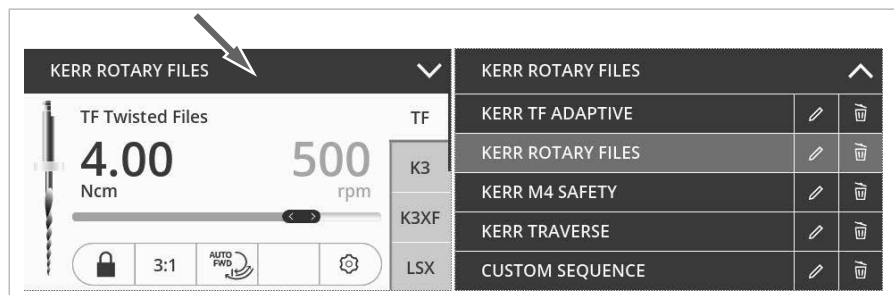 KERR ROTARY FILES
TF Twisted Files
4.00
Ncm
500
rpm
3:1
AUTO
FWD
TF
K3
K3XF
LSX
KERR ROTARY FILES
KERR TF ADAPTIVE
KERR ROTARY FILES
KERR M4 SAFETY
KERR TRAVERSE
CUSTOM SEQUENCE